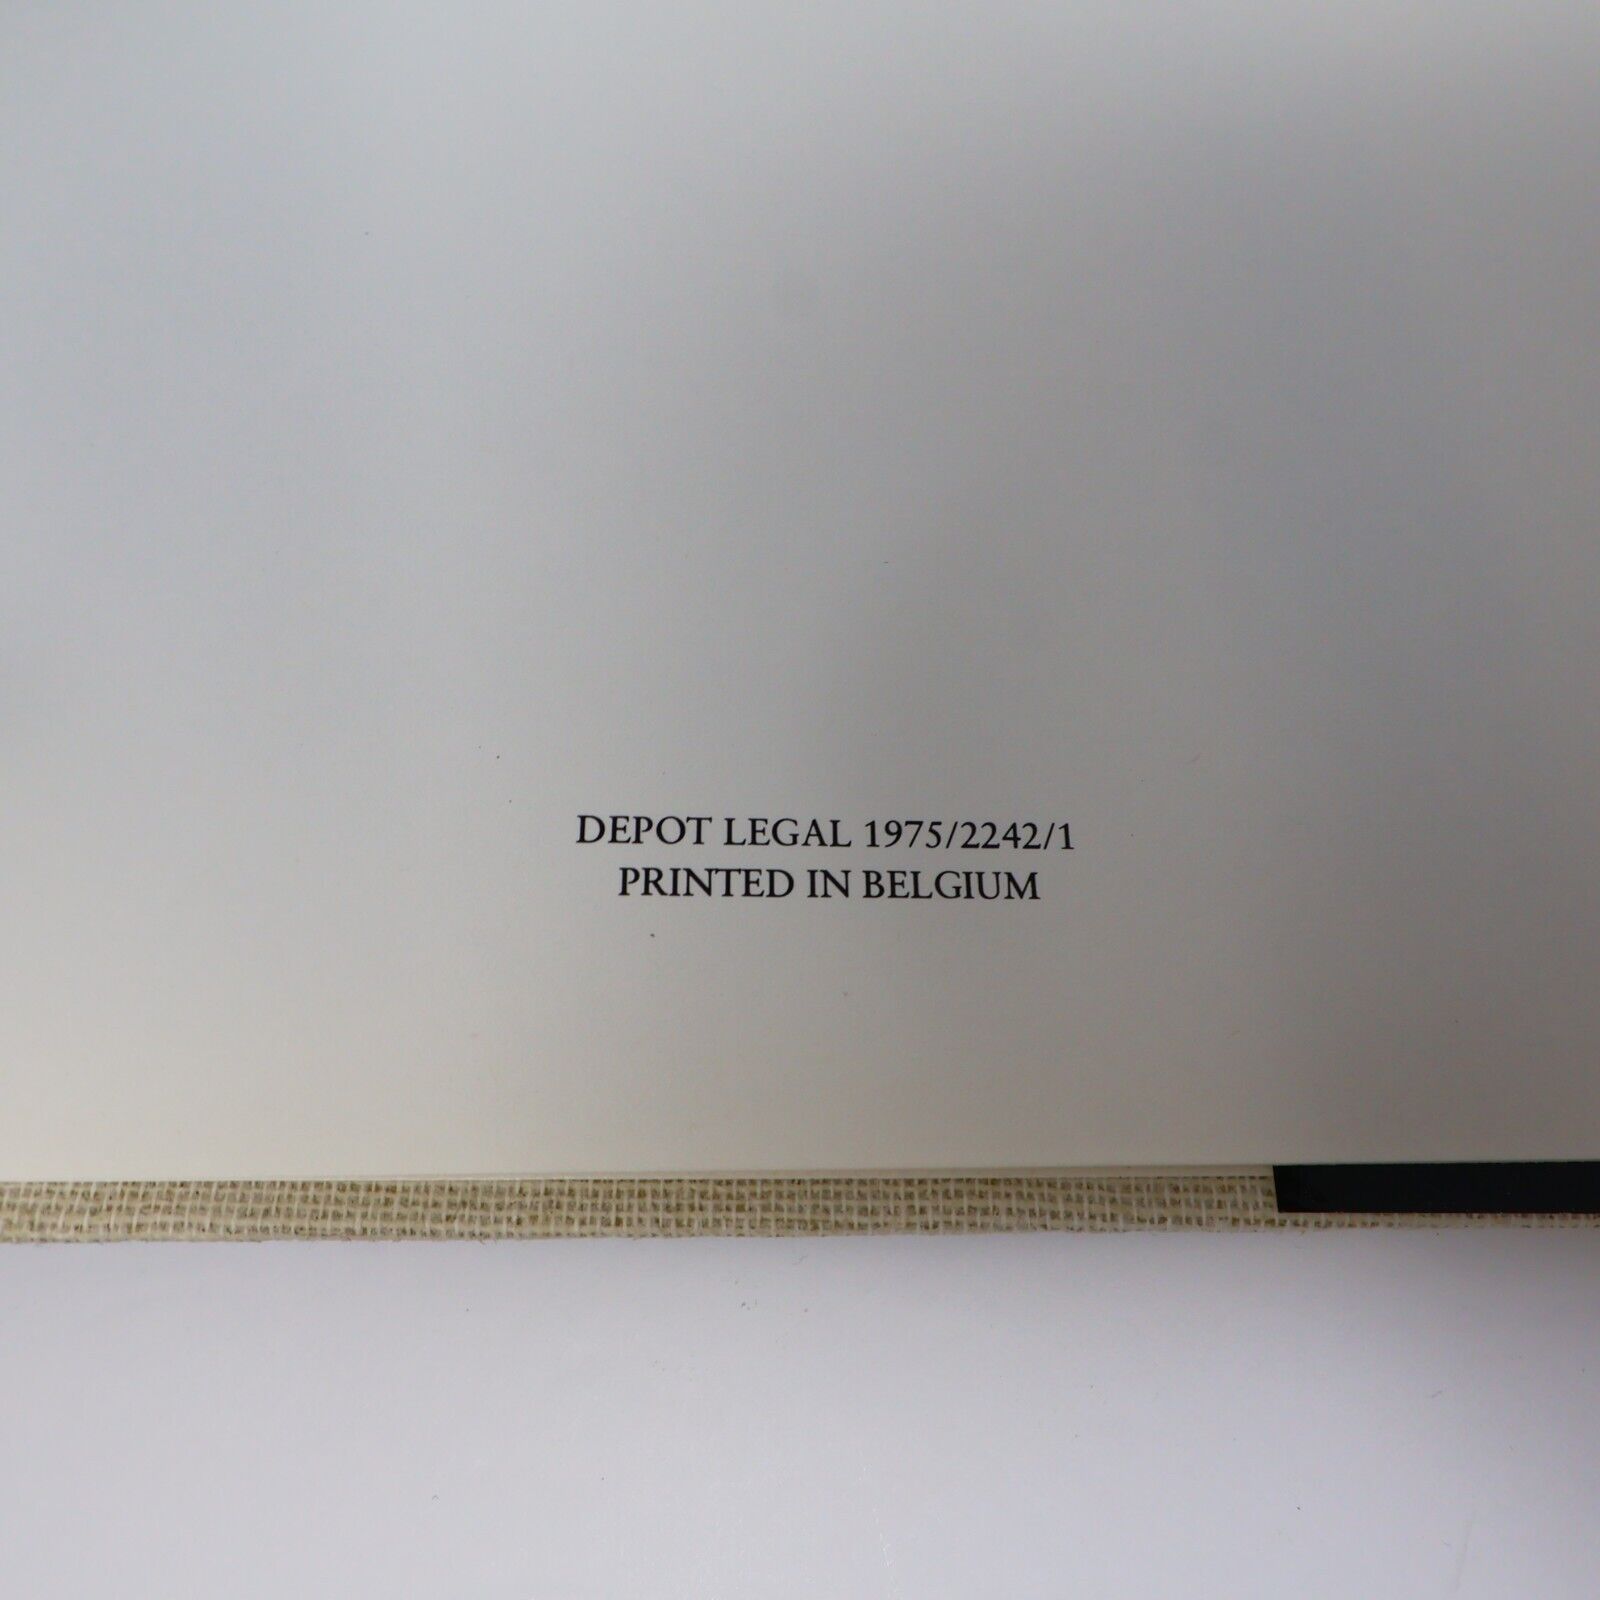 DEPOT LEGAL 1975/2242/1
PRINTED IN BELGIUM